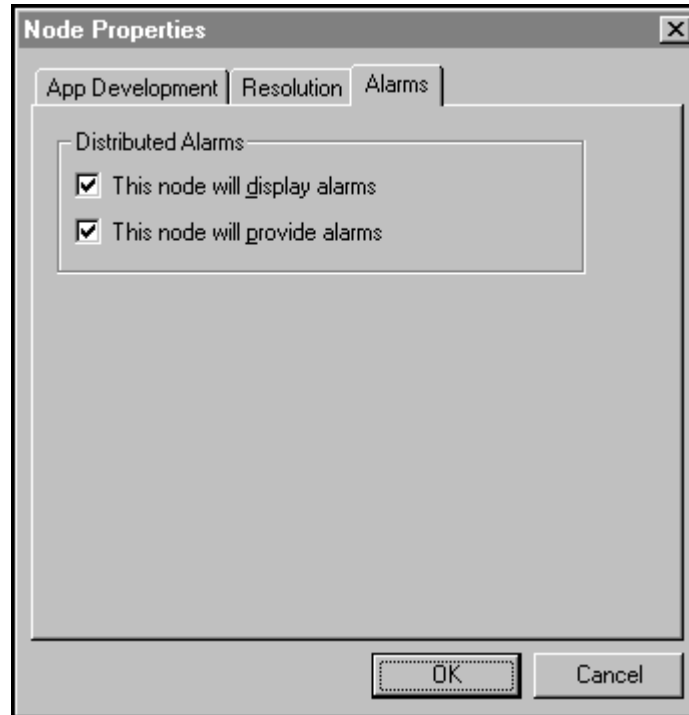 Node Properties
App Development Resolution Alarms
Distributed Alarms
This node will display alarms
This node will provide alarms
OK Cancel